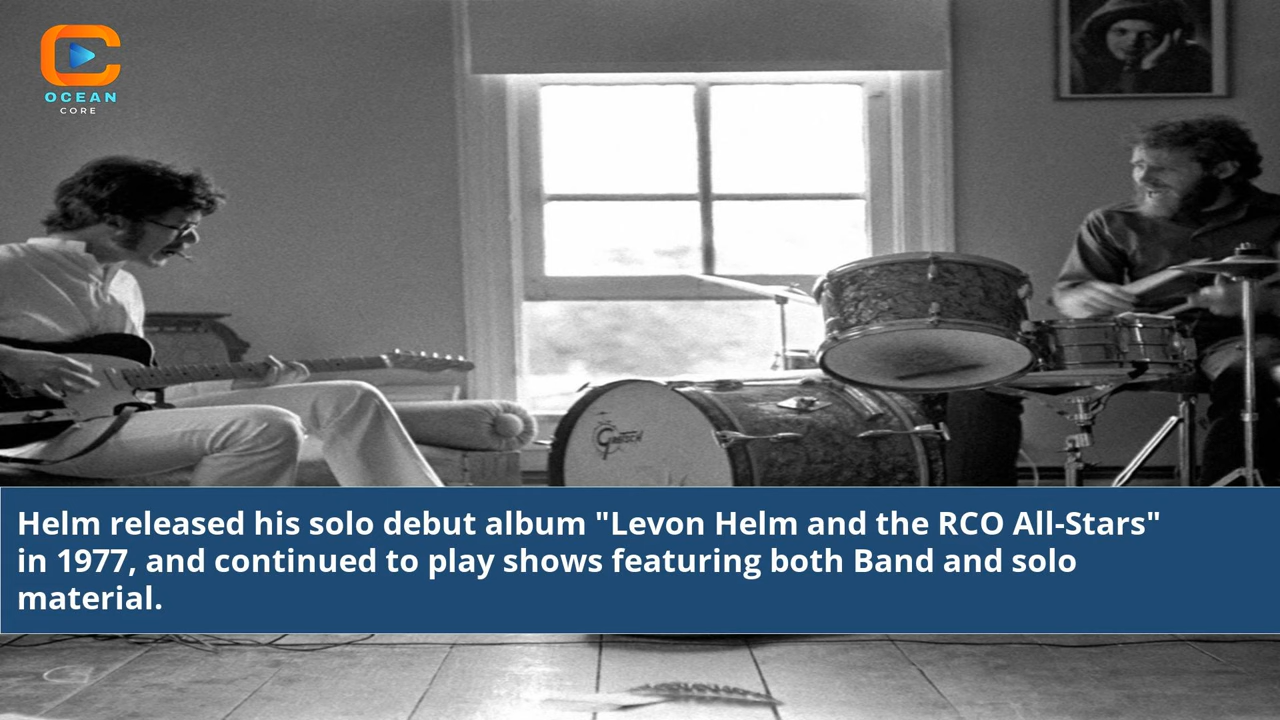 OCEAN
CORE
GRETSCH
Helm released his solo debut album "Levon Helm and the RCO All-Stars"
in 1977, and continued to play shows featuring both Band and solo
material.